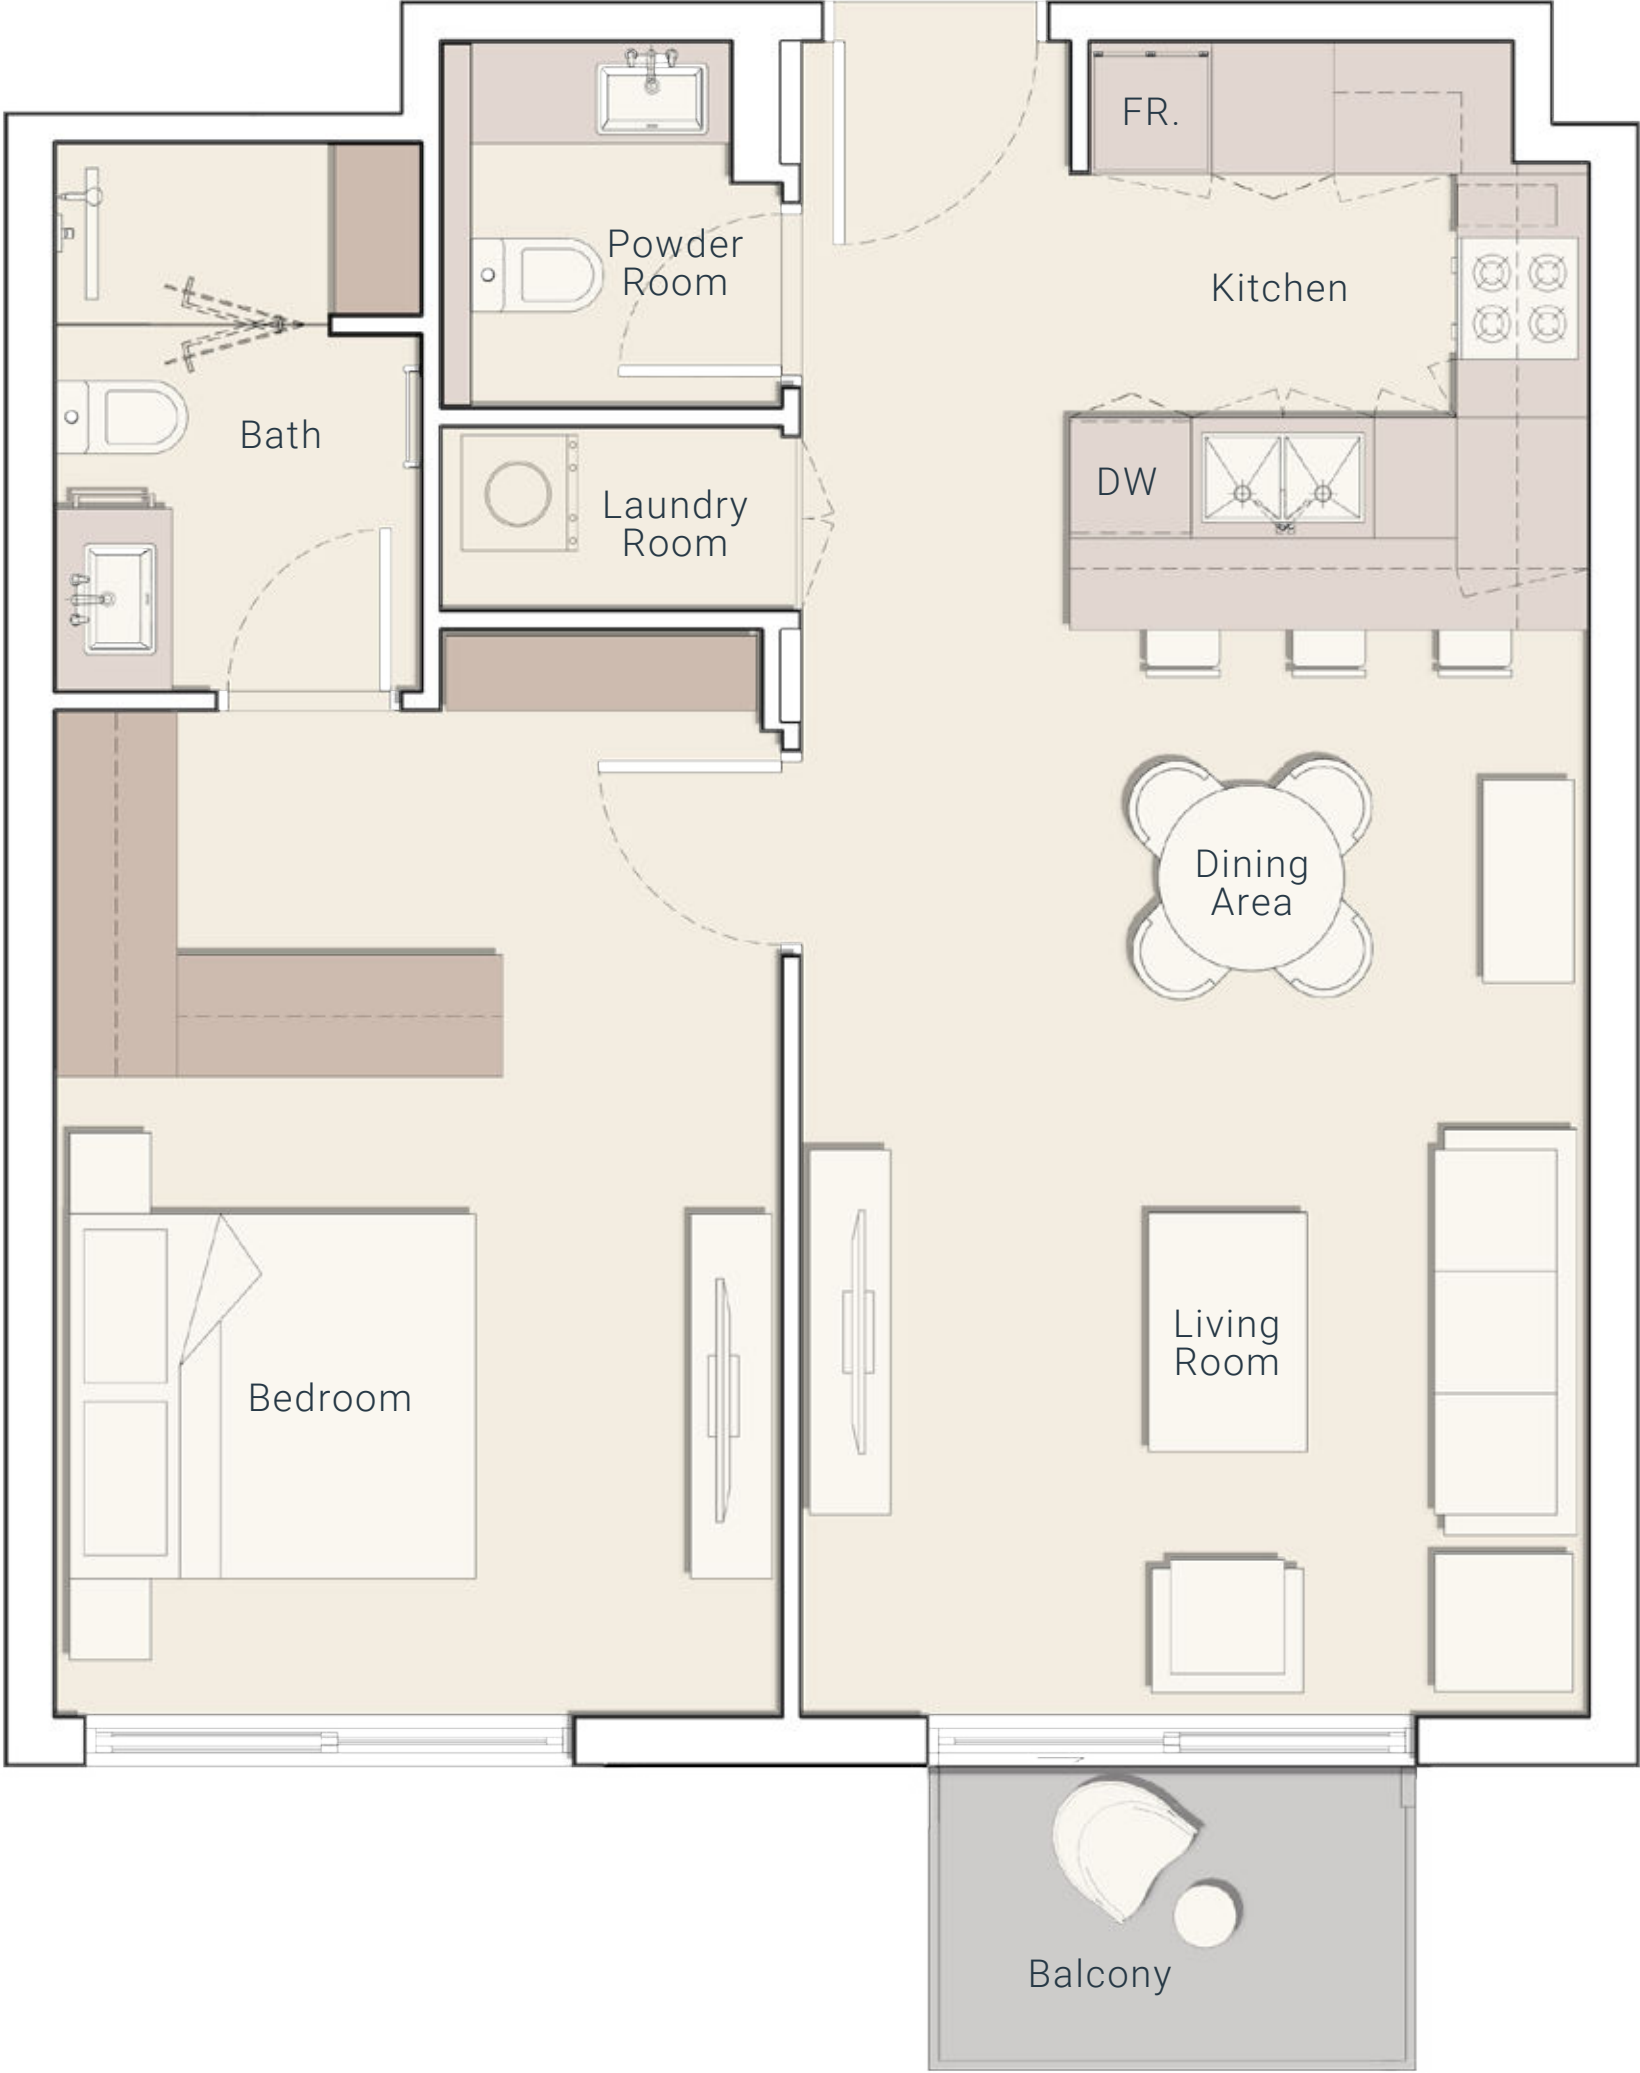 FR.
Powder
Room
Kitchen
Bath
DW
Laundry
Room
Dining
Area
Living
Room
Bedroom
Balcony